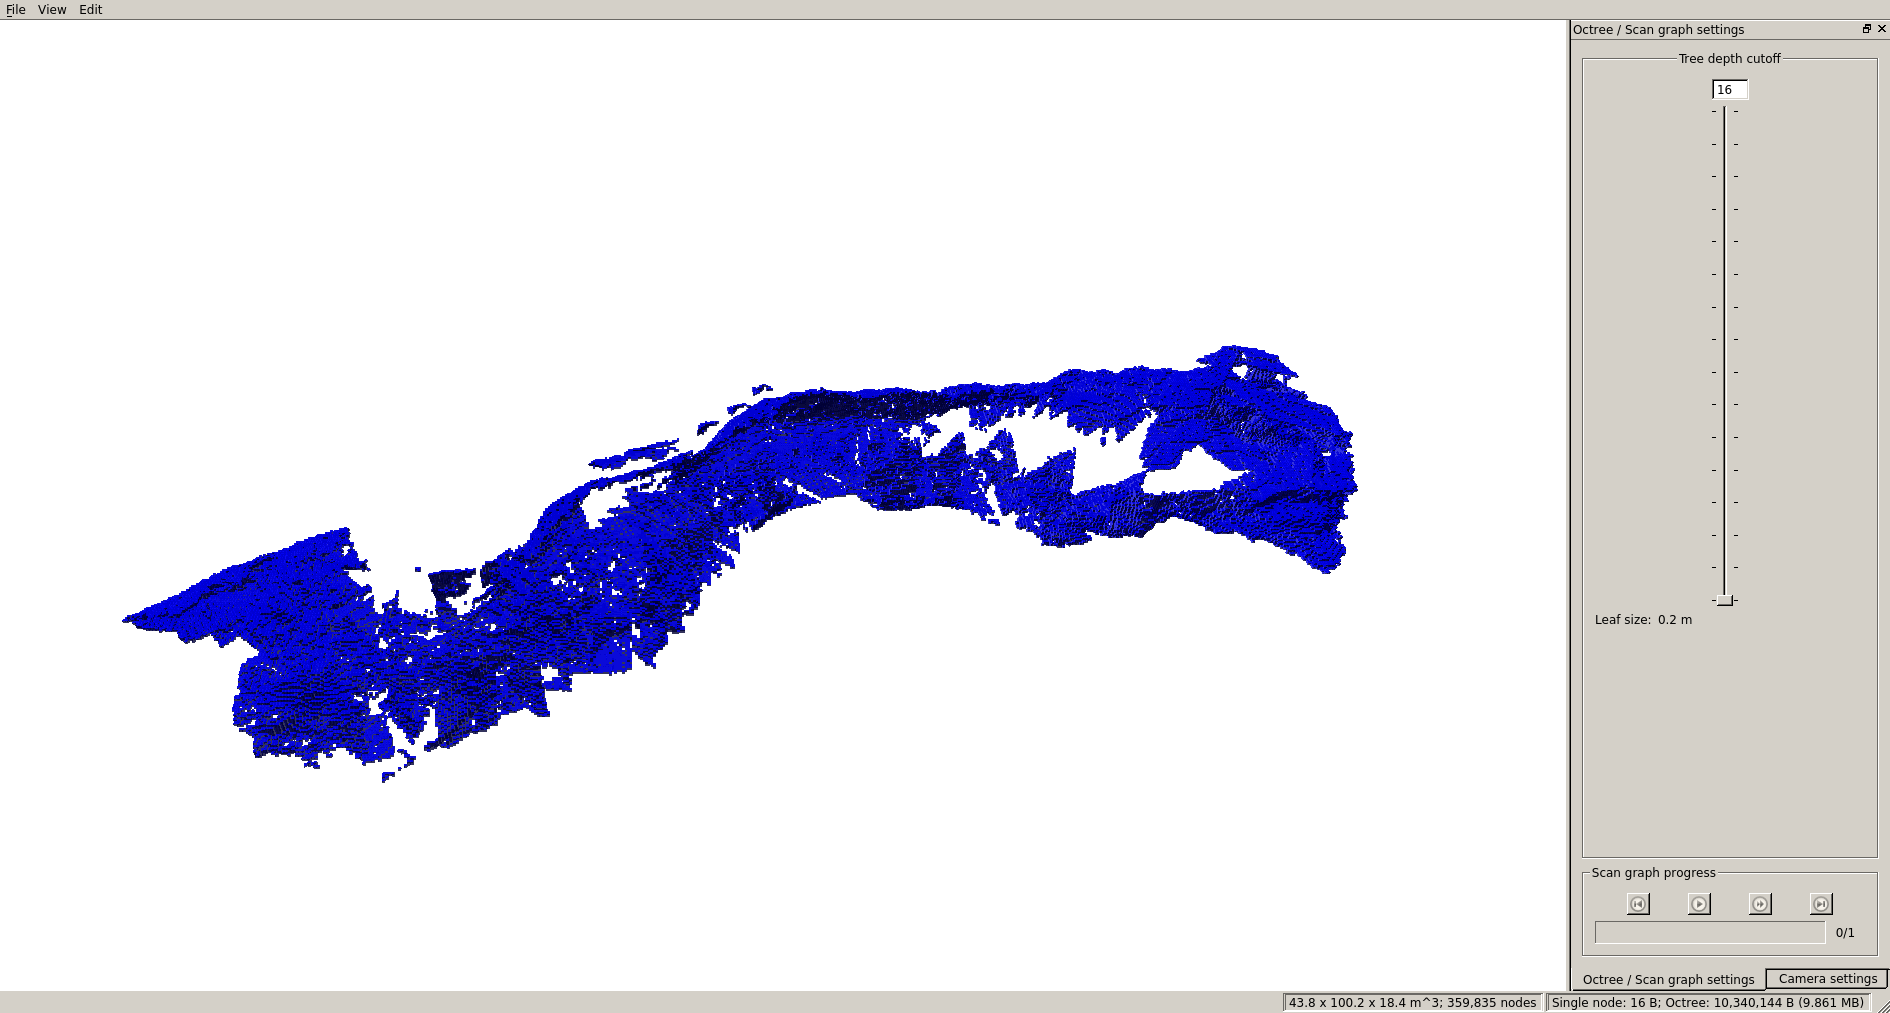 File View Edit
Octree / Scan graph settings
Tree depth cutoff
16
Leaf size: 0.2 m
Scan graph progress
0/1
Octree / Scan graph settings Camera settings
43.8 x 100.2 x 18.4 m^3; 359,835 nodes Single node: 16 B; Octree: 10,340,144 B (9.861 MB)